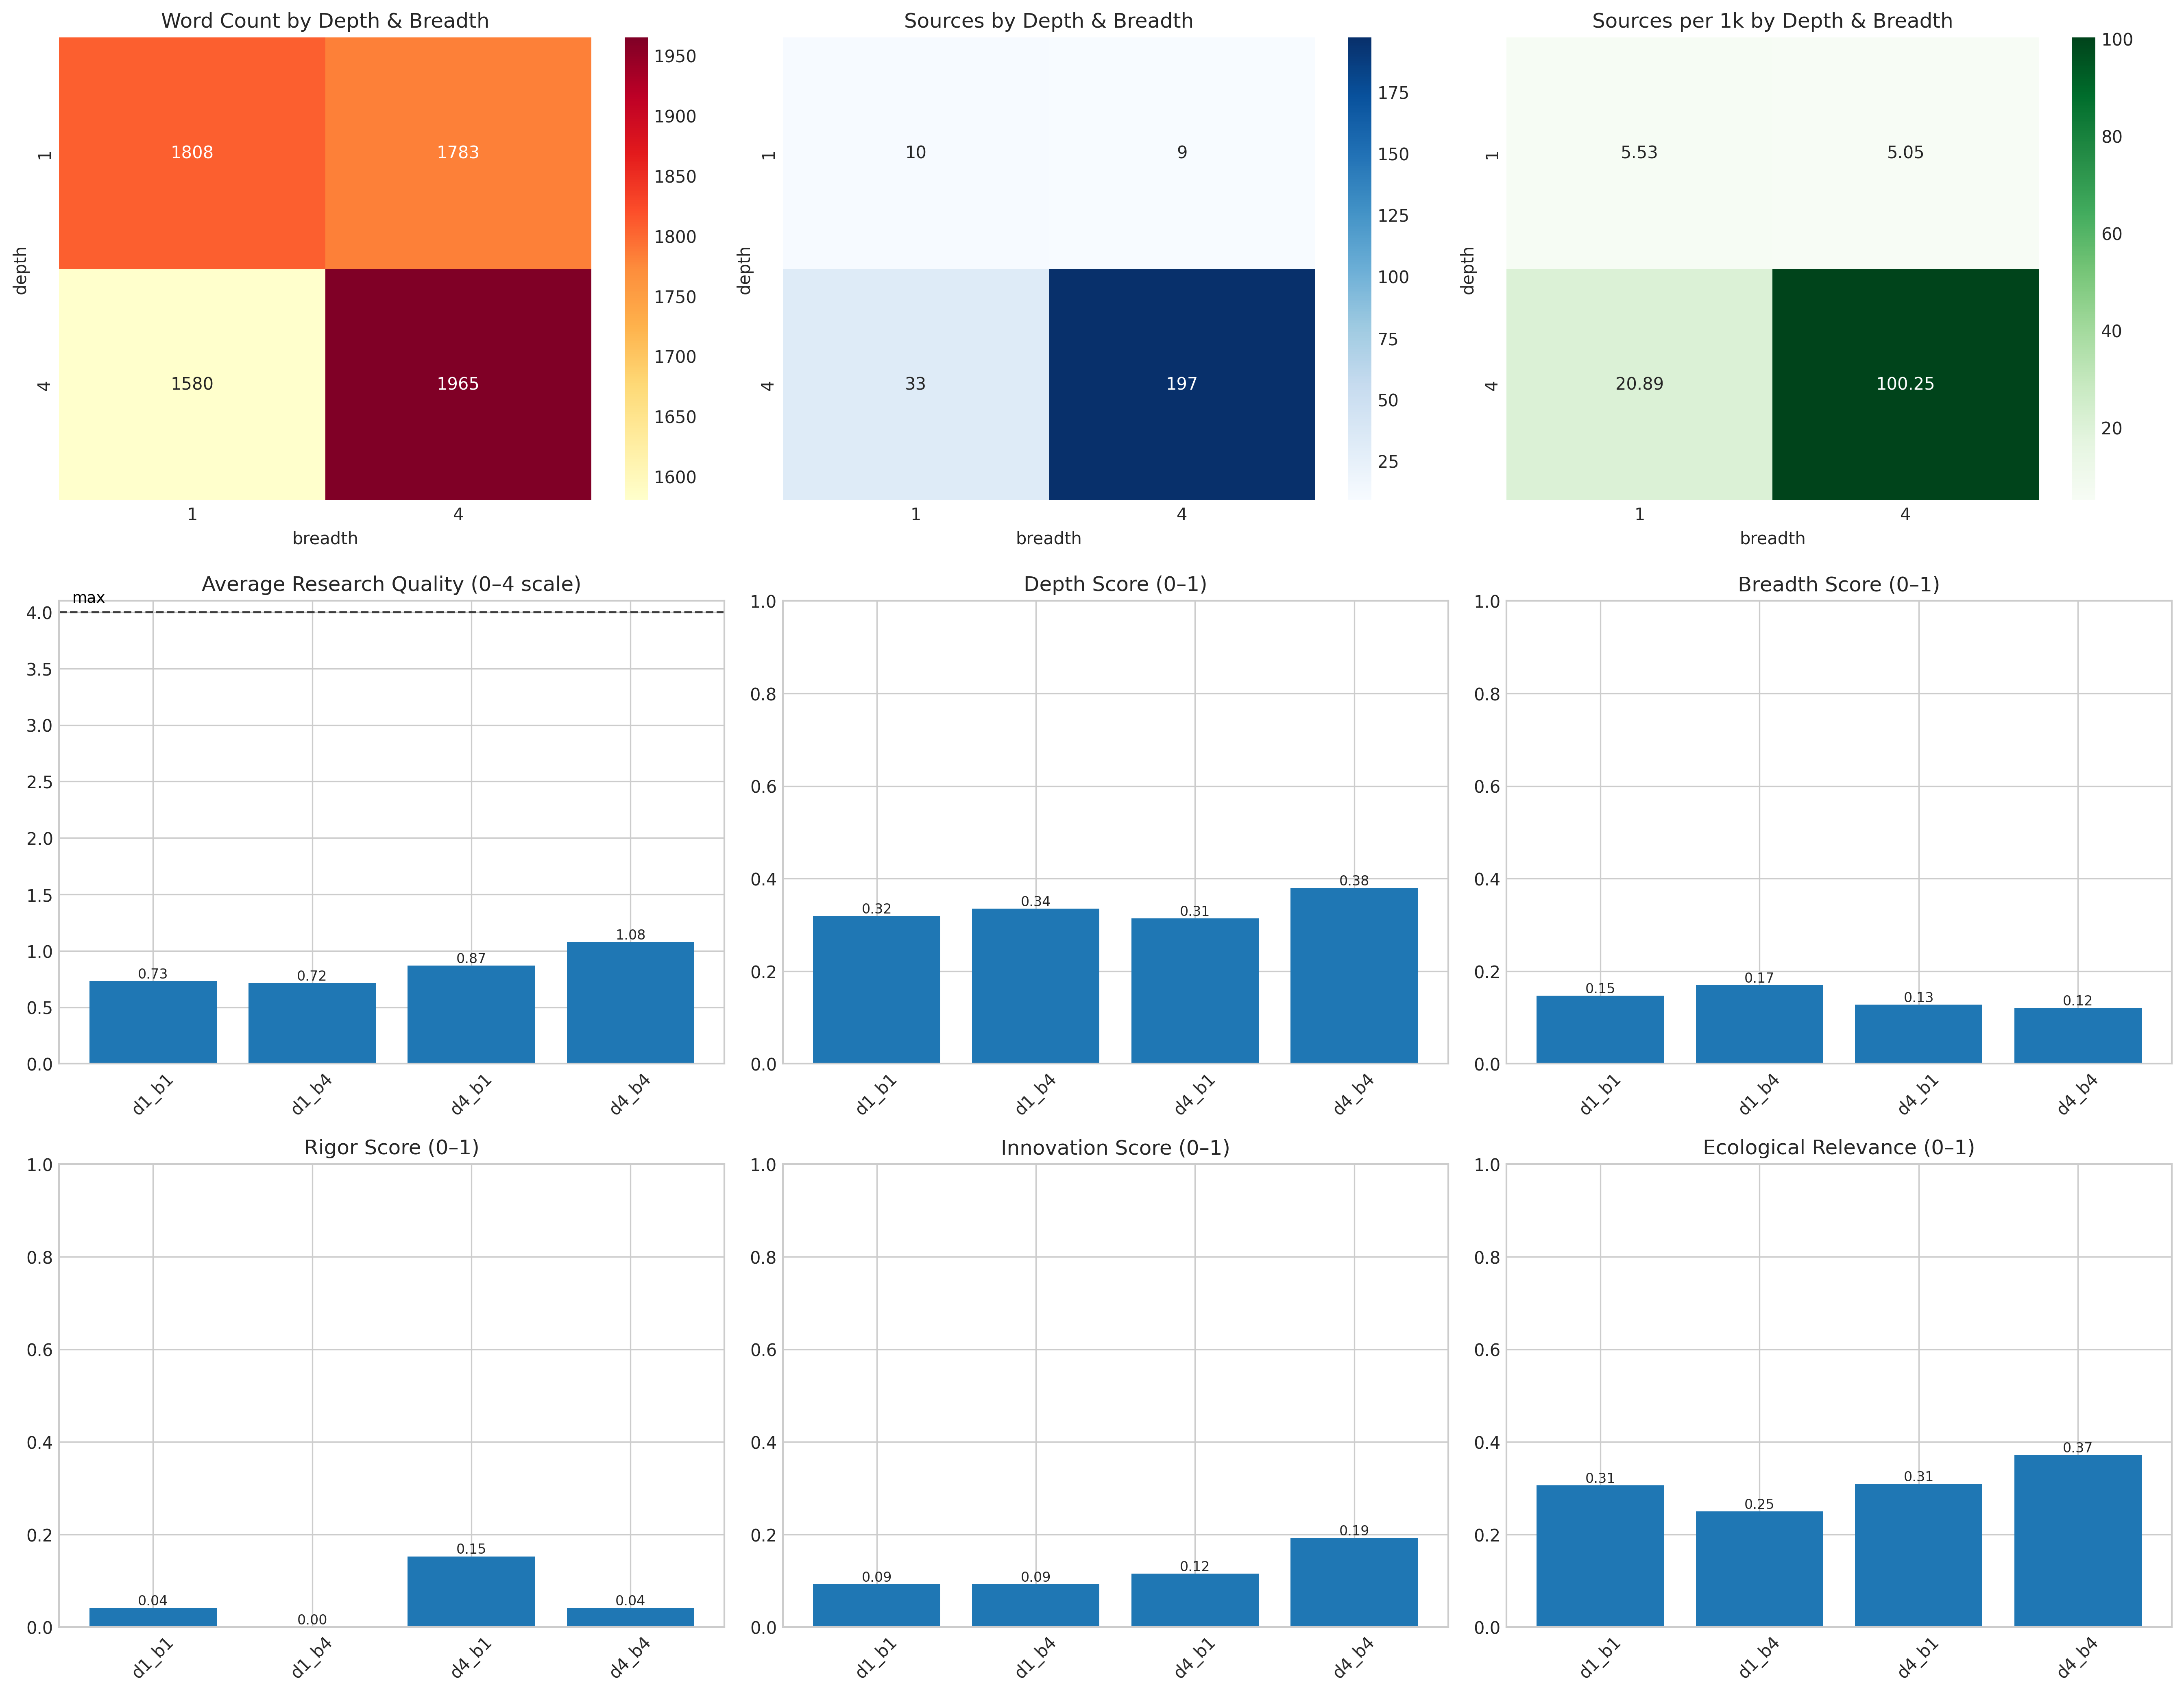 Word Count by Depth & Breadth
1808 1783
1580 1965
1
4
depth
1 4
breadth
1950
1900
1850
1800
1750
1700
1650
1600
Sources by Depth & Breadth
10 9
33 197
1
4
depth
1 4
breadth
175
150
125
100
75
50
25
Sources per 1k by Depth & Breadth
5.53 5.05
20.89 100.25
1
4
depth
1 4
breadth
100
80
60
40
20
Average Research Quality (0–4 scale)
max
4.0
3.5
3.0
2.5
2.0
1.5
1.0
0.5
0.0
0.73 0.72 0.87 1.08
d1_b1 d1_b4 d4_b1 d4_b4
Depth Score (0–1)
1.0
0.8
0.6
0.4
0.2
0.0
0.32 0.34 0.31 0.38
d1_b1 d1_b4 d4_b1 d4_b4
Breadth Score (0–1)
1.0
0.8
0.6
0.4
0.2
0.0
0.15 0.17 0.13 0.12
d1_b1 d1_b4 d4_b1 d4_b4
Rigor Score (0–1)
1.0
0.8
0.6
0.4
0.2
0.0
0.04 0.00 0.15 0.04
d1_b1 d1_b4 d4_b1 d4_b4
Innovation Score (0–1)
1.0
0.8
0.6
0.4
0.2
0.0
0.09 0.09 0.12 0.19
d1_b1 d1_b4 d4_b1 d4_b4
Ecological Relevance (0–1)
1.0
0.8
0.6
0.4
0.2
0.0
0.31 0.25 0.31 0.37
d1_b1 d1_b4 d4_b1 d4_b4